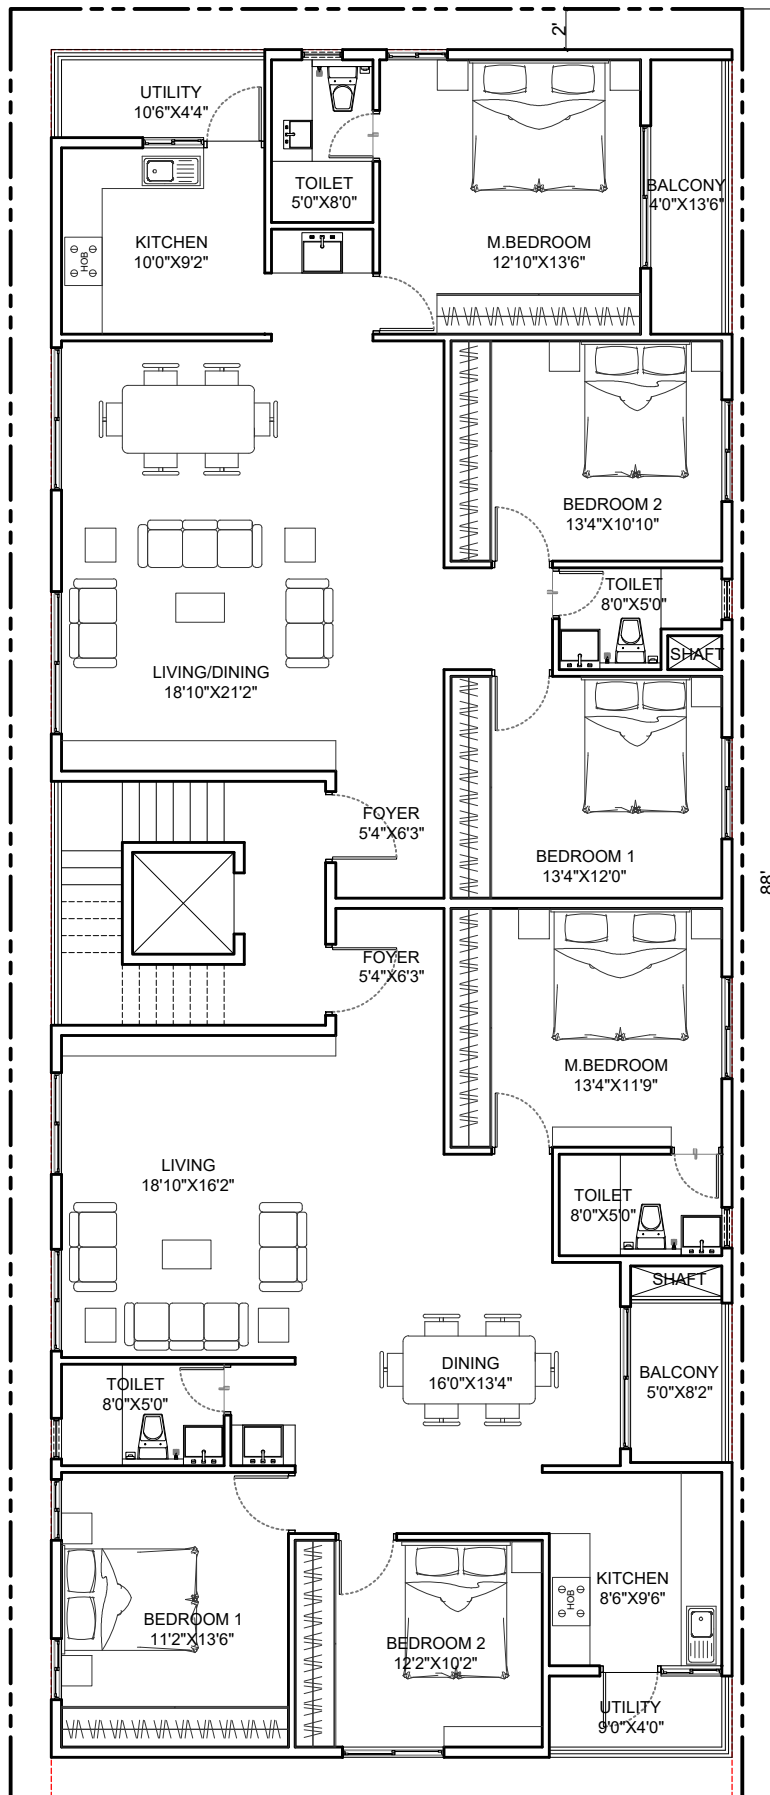 2'
UTILITY
10'6"X4'4"
TOILET
5'0"X8'0"
BALCONY
4'0"X13'6"
KITCHEN
10'0"X9'2"
HOB
M.BEDROOM
12'10"X13'6"
BEDROOM 2
13'4"X10'10"
TOILET
8'0"X5'0"
SHAFT
LIVING/DINING
18'10"X21'2"
FOYER
5'4"X6'3"
BEDROOM 1
13'4"X12'0"
88'
FOYER
5'4"X6'3"
M.BEDROOM
13'4"X11'9"
LIVING
18'10"X16'2"
TOILET
8'0"X5'0"
SHAFT
DINING
16'0"X13'4"
BALCONY
5'0"X8'2"
TOILET
8'0"X5'0"
KITCHEN
8'6"X9'6"
HOB
BEDROOM 1
11'2"X13'6"
BEDROOM 2
12'2"X10'2"
UTILITY
9'0"X4'0"